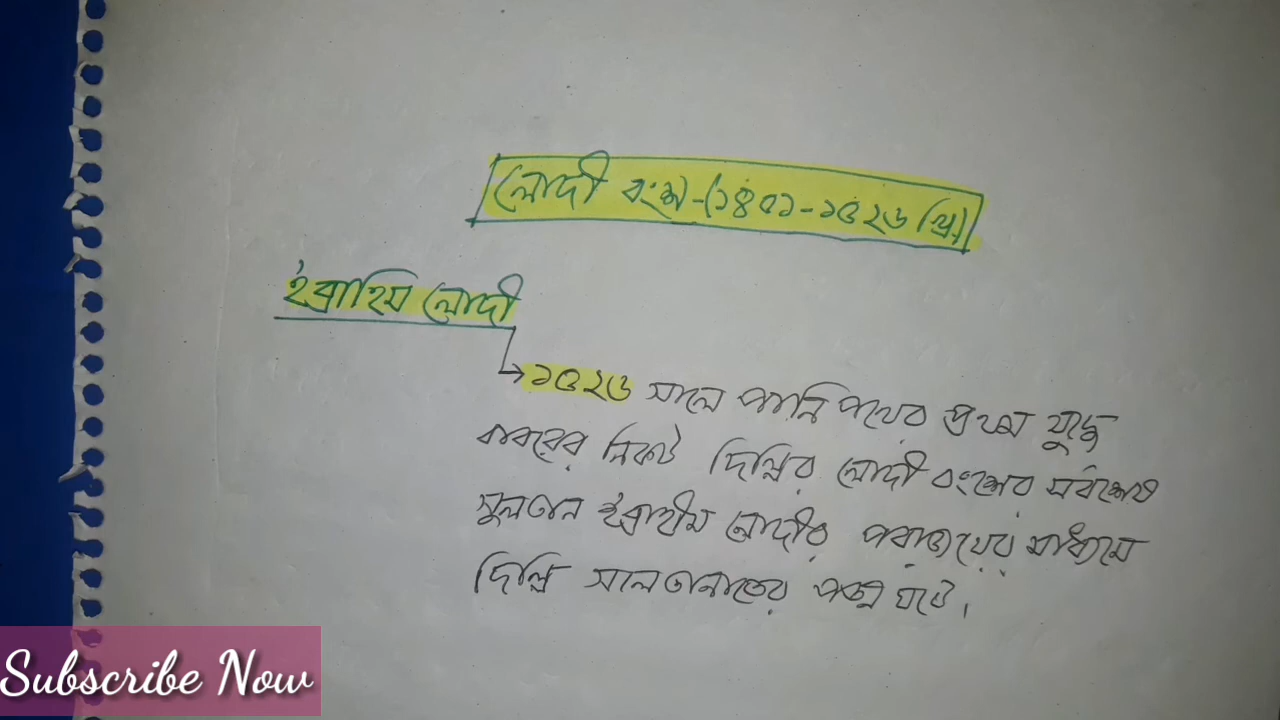 লোদী বংশ-(১৪৫১-১৫২৬ খ্রি)
ইব্রাহিম লোদী
→১৫২৬ সালে পানিপথের প্রথম যুদ্ধে
বাবরের নিকট দিল্লির লোদী বংশের সর্বশেষ
সুলতান ইব্রাহীম লোদীর পরাজয়ের মাধ্যমে
দিল্লি সালতানাতের পতন ঘটে।
Subscribe Now